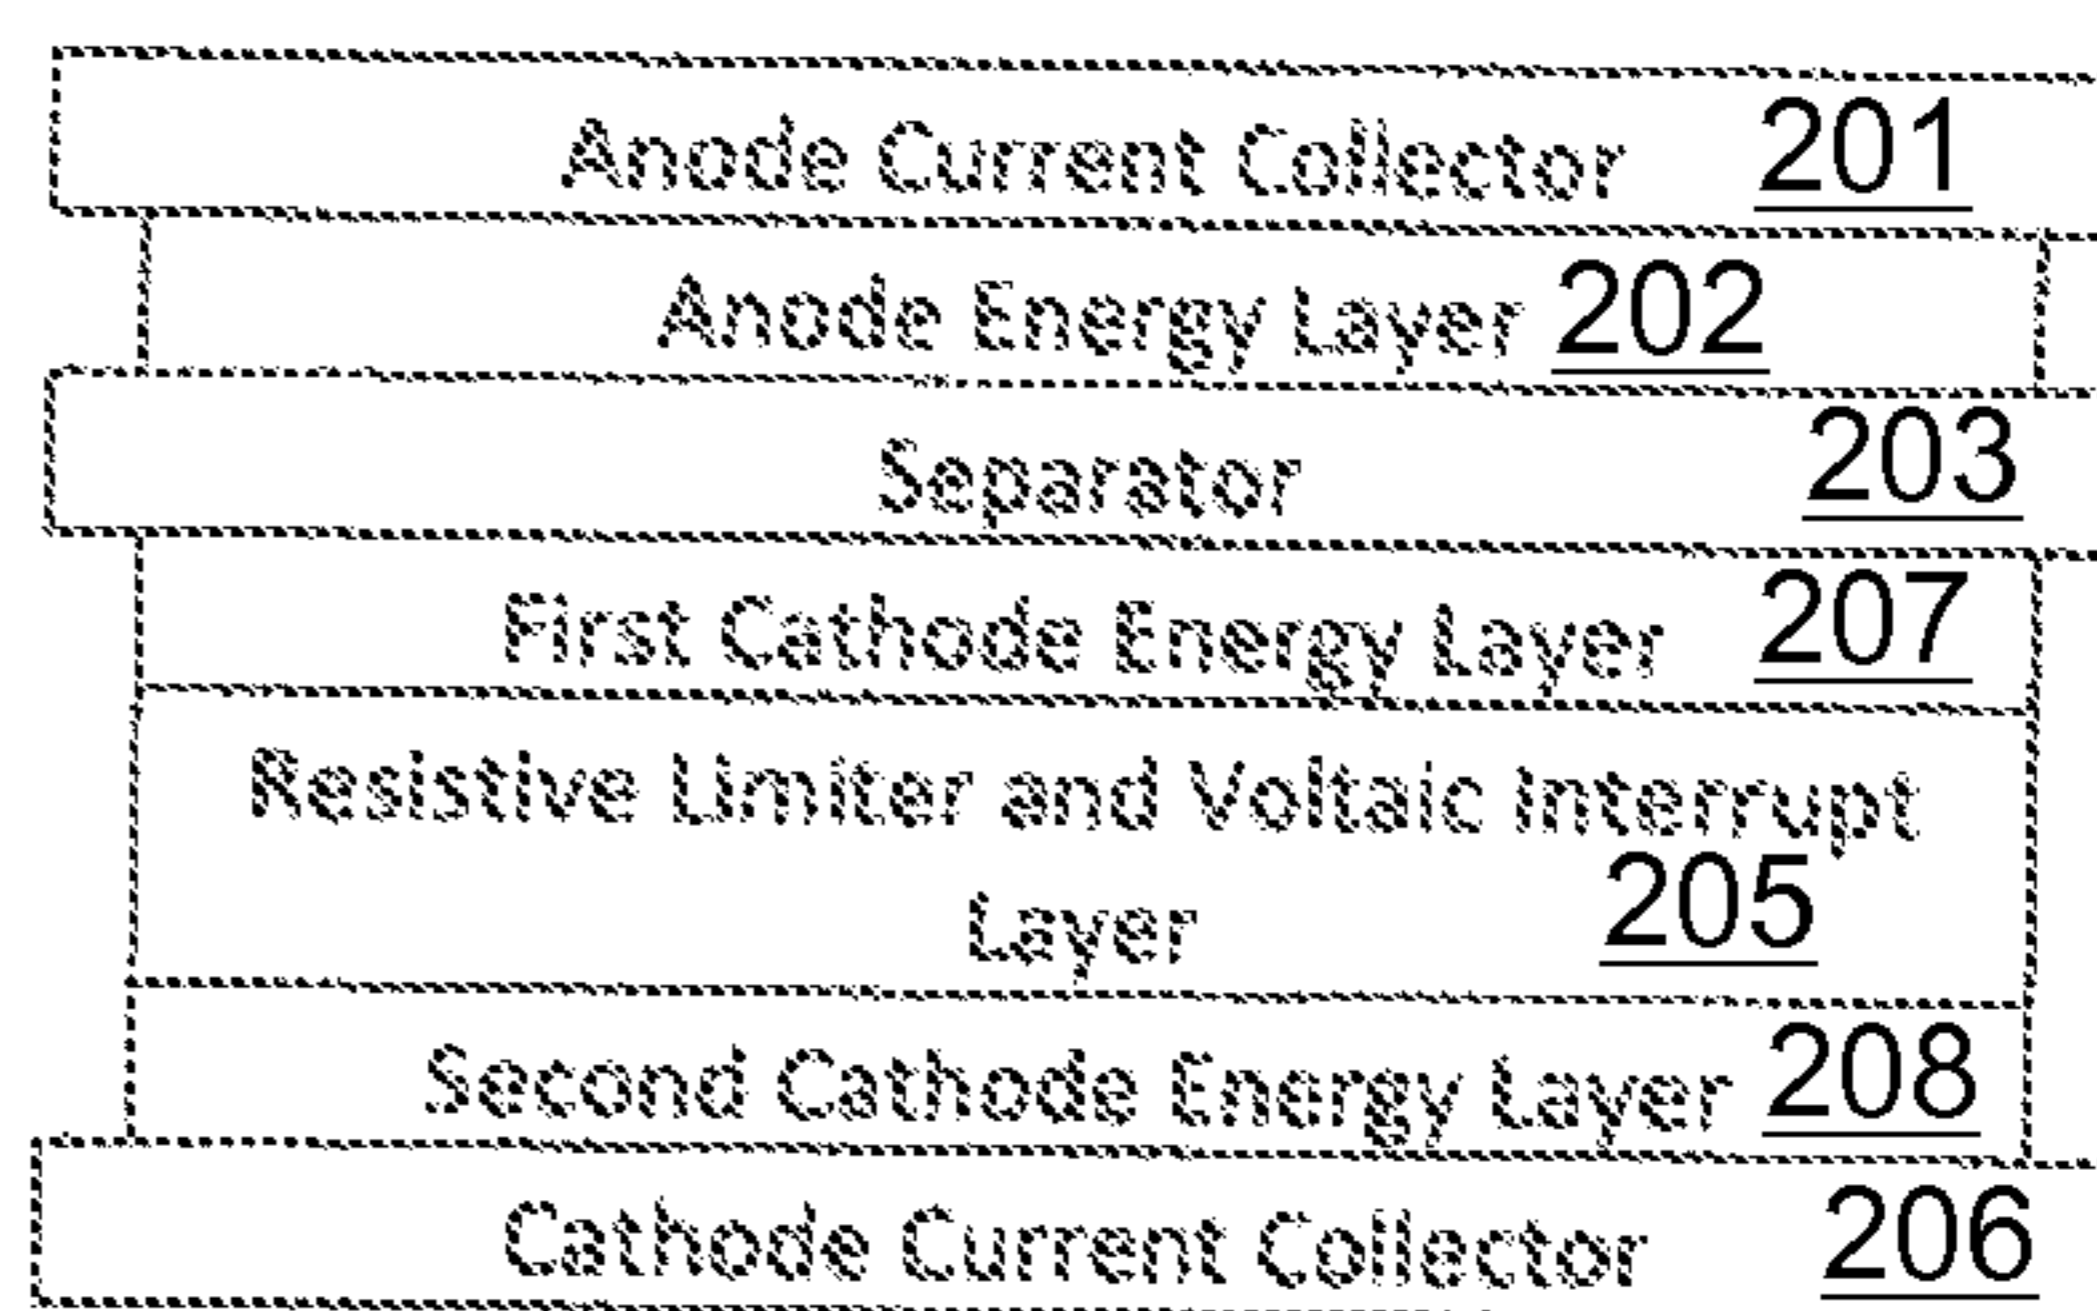 Anode Current Collector 201
Anode Energy Layer 202
Separator 203
First Cathode Energy Layer 207
Resistive Limiter and Voltaic Interrupt
Layer 205
Second Cathode Energy Layer 208
Cathode Current Collector 206